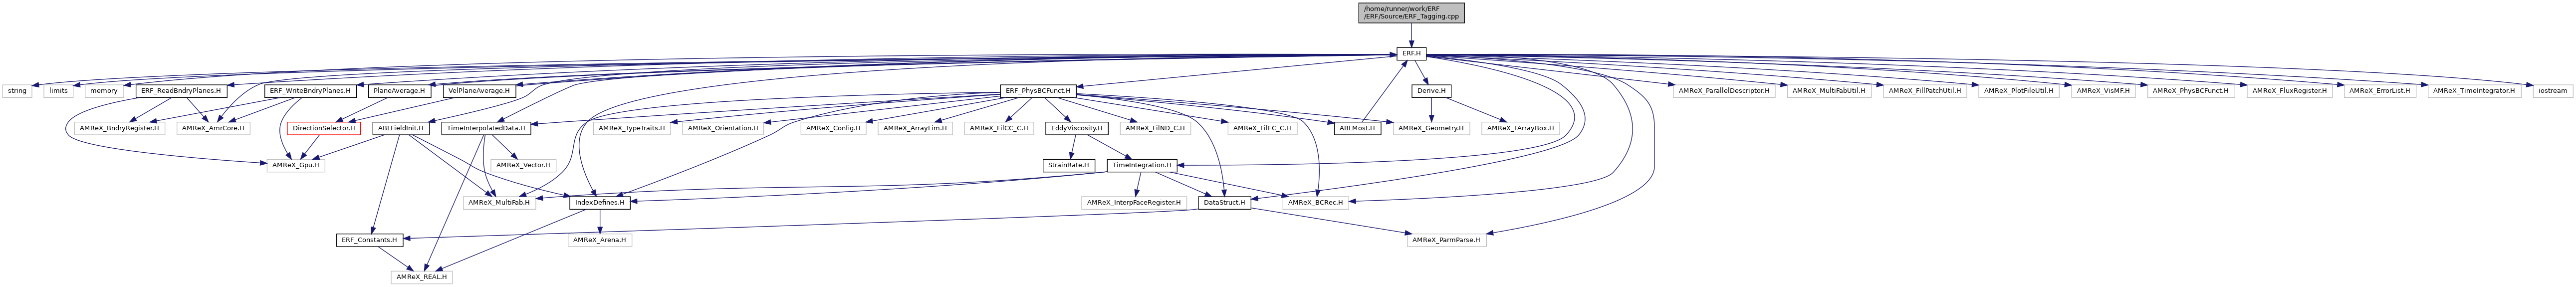 /home/runner/work/ERF
/ERF/Source/ERF_Tagging.cpp
ERF.H
string
limits
memory
ERF_ReadBndryPlanes.H
ERF_WriteBndryPlanes.H
PlaneAverage.H
VelPlaneAverage.H
ERF_PhysBCFunct.H
Derive.H
AMReX_ParallelDescriptor.H
AMReX_MultiFabUtil.H
AMReX_FillPatchUtil.H
AMReX_PlotFileUtil.H
AMReX_VisMF.H
AMReX_PhysBCFunct.H
AMReX_FluxRegister.H
AMReX_ErrorList.H
AMReX_TimeIntegrator.H
iostream
AMReX_BndryRegister.H
AMReX_AmrCore.H
DirectionSelector.H
ABLFieldInit.H
TimeInterpolatedData.H
AMReX_TypeTraits.H
AMReX_Orientation.H
AMReX_Config.H
AMReX_ArrayLim.H
AMReX_FilCC_C.H
EddyViscosity.H
AMReX_FilND_C.H
AMReX_FilFC_C.H
ABLMost.H
AMReX_Geometry.H
AMReX_FArrayBox.H
AMReX_Gpu.H
AMReX_Vector.H
StrainRate.H
TimeIntegration.H
AMReX_MultiFab.H
IndexDefines.H
AMReX_InterpFaceRegister.H
DataStruct.H
AMReX_BCRec.H
ERF_Constants.H
AMReX_Arena.H
AMReX_ParmParse.H
AMReX_REAL.H